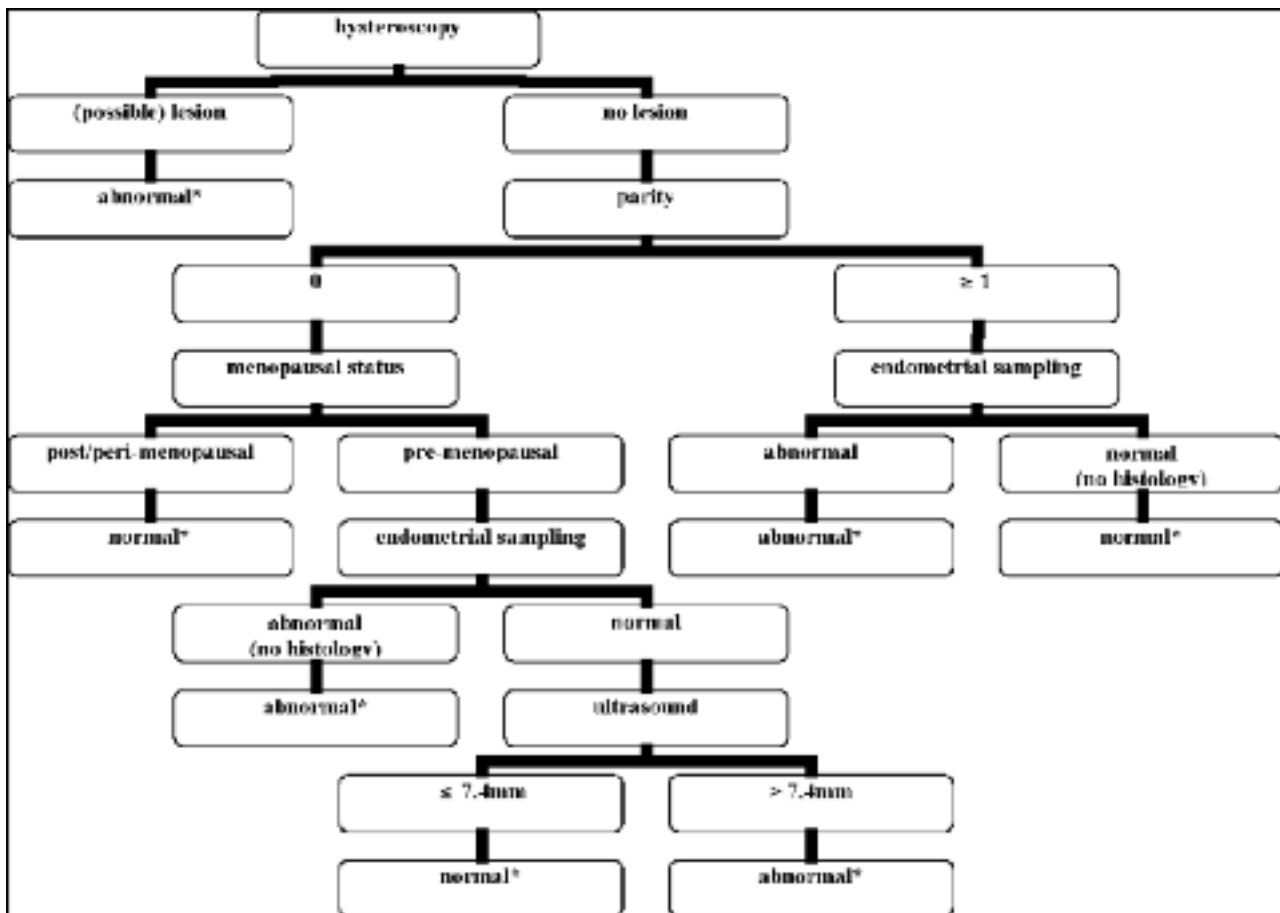 hysteroscopy
(possible) lesion
no lesion
abnormal*
parity
0
≥ 1
menopausal status
endometrial sampling
post/peri-menopausal
pre-menopausal
abnormal
normal
(no histology)
normal*
endometrial sampling
abnormal*
normal*
abnormal
(no histology)
normal
abnormal*
ultrasound
≤ 7.4mm
> 7.4mm
normal*
abnormal*